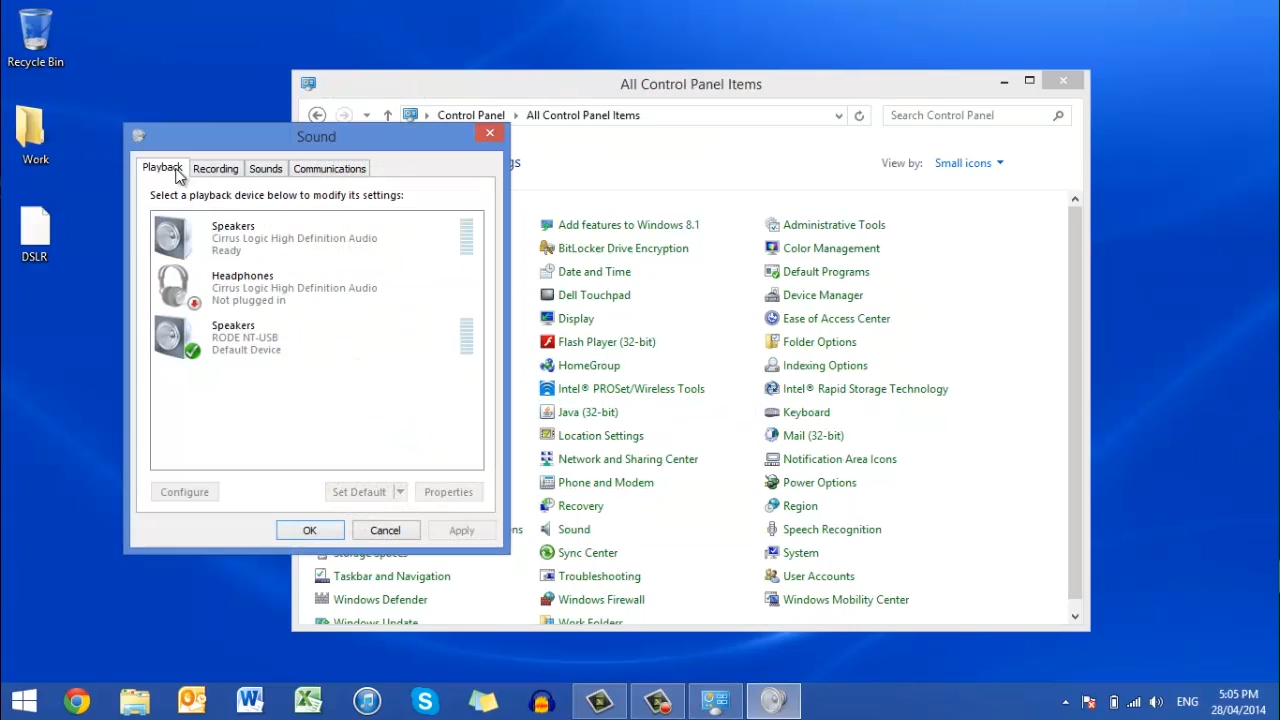 Recycle Bin
Work
DSLR
All Control Panel Items
Control Panel
All Control Panel Items
Search Control Panel
gs
View by:
Small icons
Sound
Playback
Recording
Sounds
Communications
Select a playback device below to modify its settings:
Speakers
Cirrus Logic High Definition Audio
Ready
Headphones
Cirrus Logic High Definition Audio
Not plugged in
Speakers
RODE NT-USB
Default Device
Configure
Set Default
Properties
OK
Cancel
Apply
Add features to Windows 8.1
Administrative Tools
BitLocker Drive Encryption
Color Management
Date and Time
Default Programs
Dell Touchpad
Device Manager
Display
Ease of Access Center
Flash Player (32-bit)
Folder Options
HomeGroup
Indexing Options
Intel® PROSet/Wireless Tools
Intel® Rapid Storage Technology
Java (32-bit)
Keyboard
Location Settings
Mail (32-bit)
Network and Sharing Center
Notification Area Icons
Phone and Modem
Power Options
Recovery
Region
ns
Sound
Speech Recognition
Storage Spaces
Sync Center
System
Taskbar and Navigation
Troubleshooting
User Accounts
Windows Defender
Windows Firewall
Windows Mobility Center
Windows Update
Work Folders
ENG
5:05 PM
28/04/2014